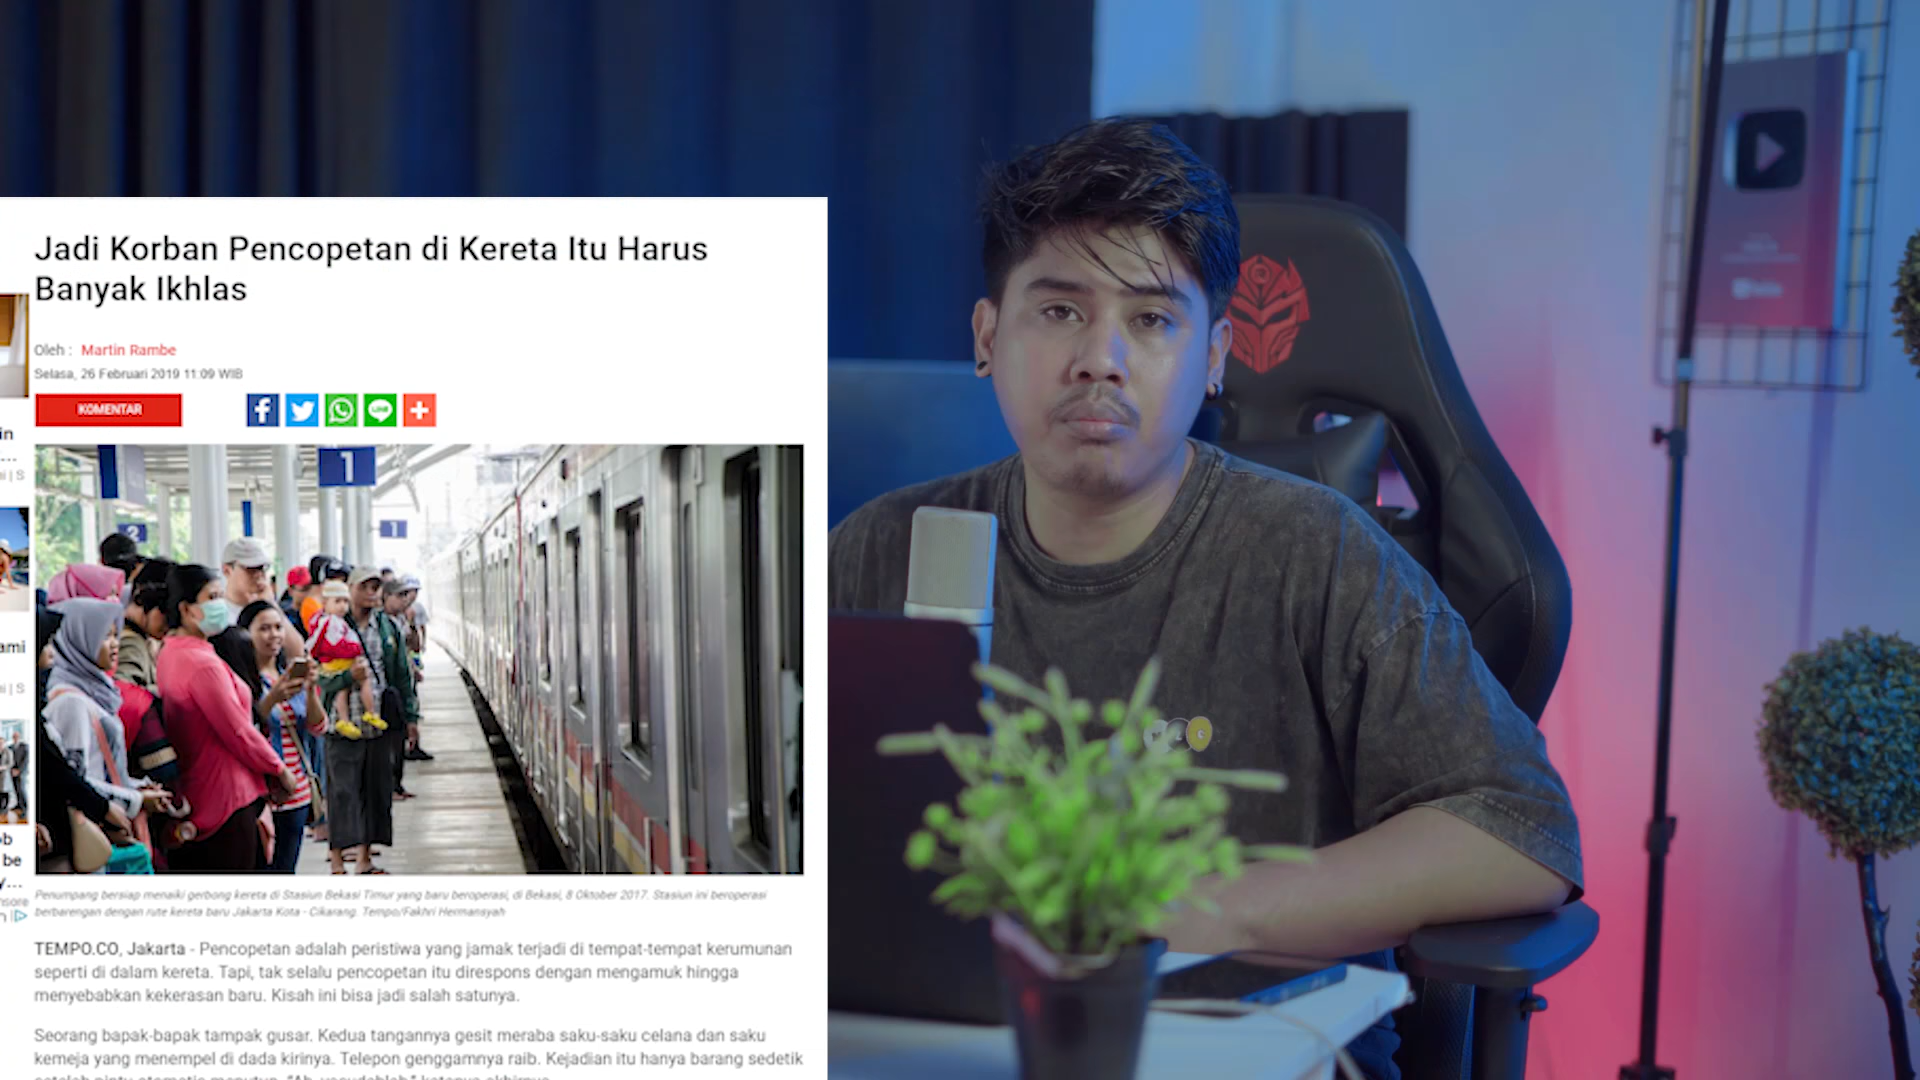 Jadi Korban Pencopetan di Kereta Itu Harus
Banyak Ikhlas
Oleh : Martin Rambe
Selasa, 26 Februari 2019 11:09 WIB
KOMENTAR
LINE
in
...
i | S
1
2
1
ami
i | S
be
y...
Penumpang bersiap menaiki gerbong kereta di Stasiun Bekasi Timur yang baru beroperasi, di Bekasi, 8 Oktober 2017. Stasiun ini beroperasi
berbarengan dengan rute kereta baru Jakarta Kota - Cikarang. Tempo/Fakhri Hermansyah
TEMPO.CO, Jakarta - Pencopetan adalah peristiwa yang jamak terjadi di tempat-tempat kerumunan
seperti di dalam kereta. Tapi, tak selalu pencopetan itu direspons dengan mengamuk hingga
menyebabkan kekerasan baru. Kisah ini bisa jadi salah satunya.
Seorang bapak-bapak tampak gusar. Kedua tangannya gesit meraba saku-saku celana dan saku
kemeja yang menempel di dada kirinya. Telepon genggamnya raib. Kejadian itu hanya barang sedetik